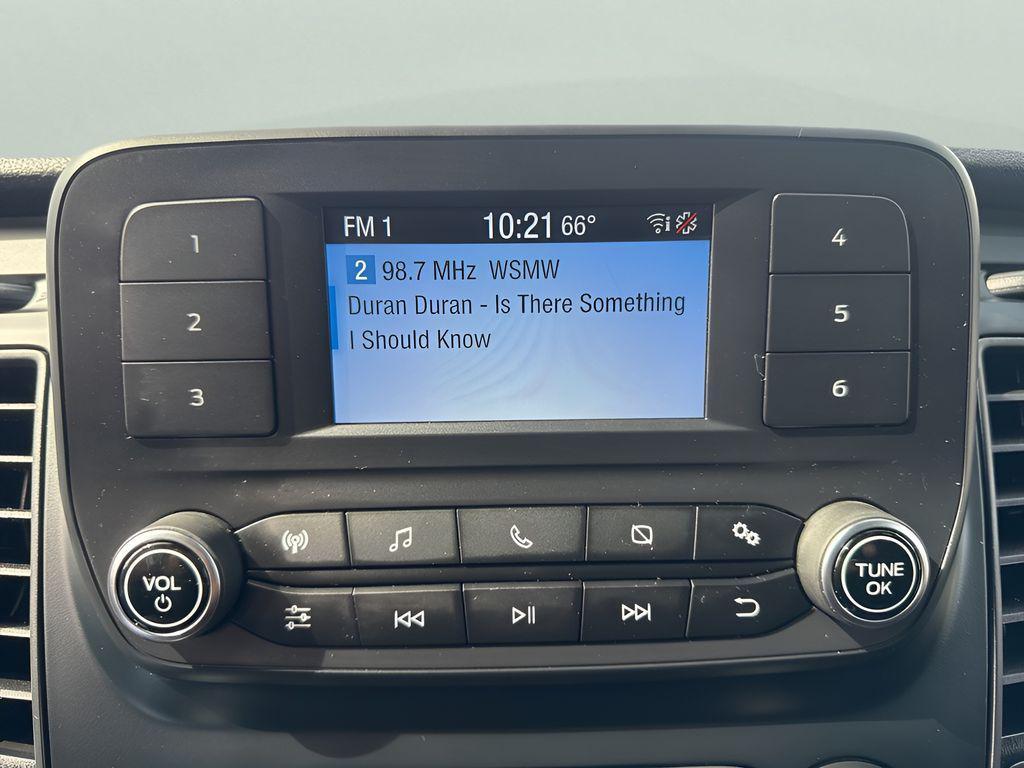 FM 1 10:21 66°
2 98.7 MHz WSMW
Duran Duran - Is There Something
I Should Know
1
2
3
4
5
6
VOL
TUNE
OK